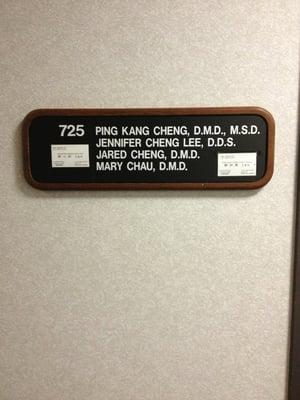 725 PING KANG CHENG, D.M.D., M.S.D.
JENNIFER CHENG LEE, D.D.S.
JARED CHENG, D.M.D.
MARY CHAU, D.M.D.